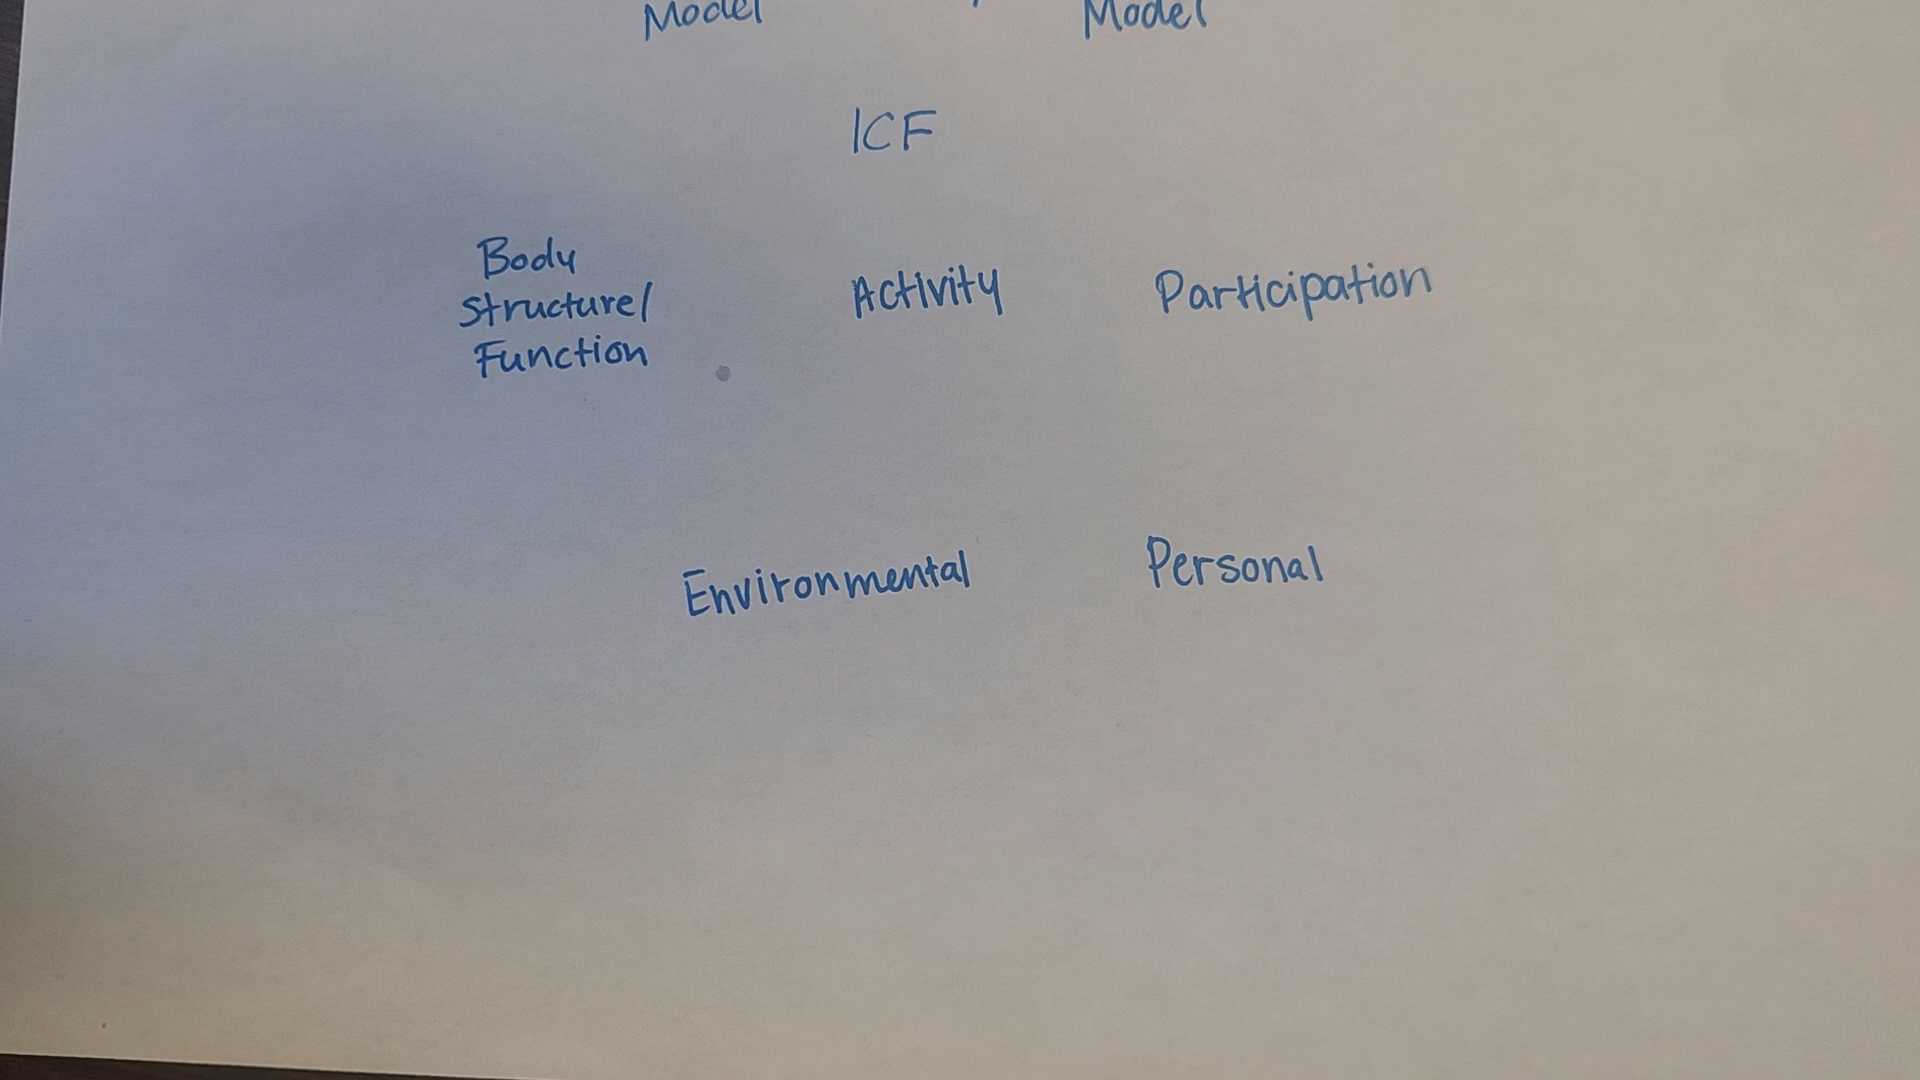 Model Model
ICF
Body
Structure/
Function
Activity
Participation
Environmental Personal